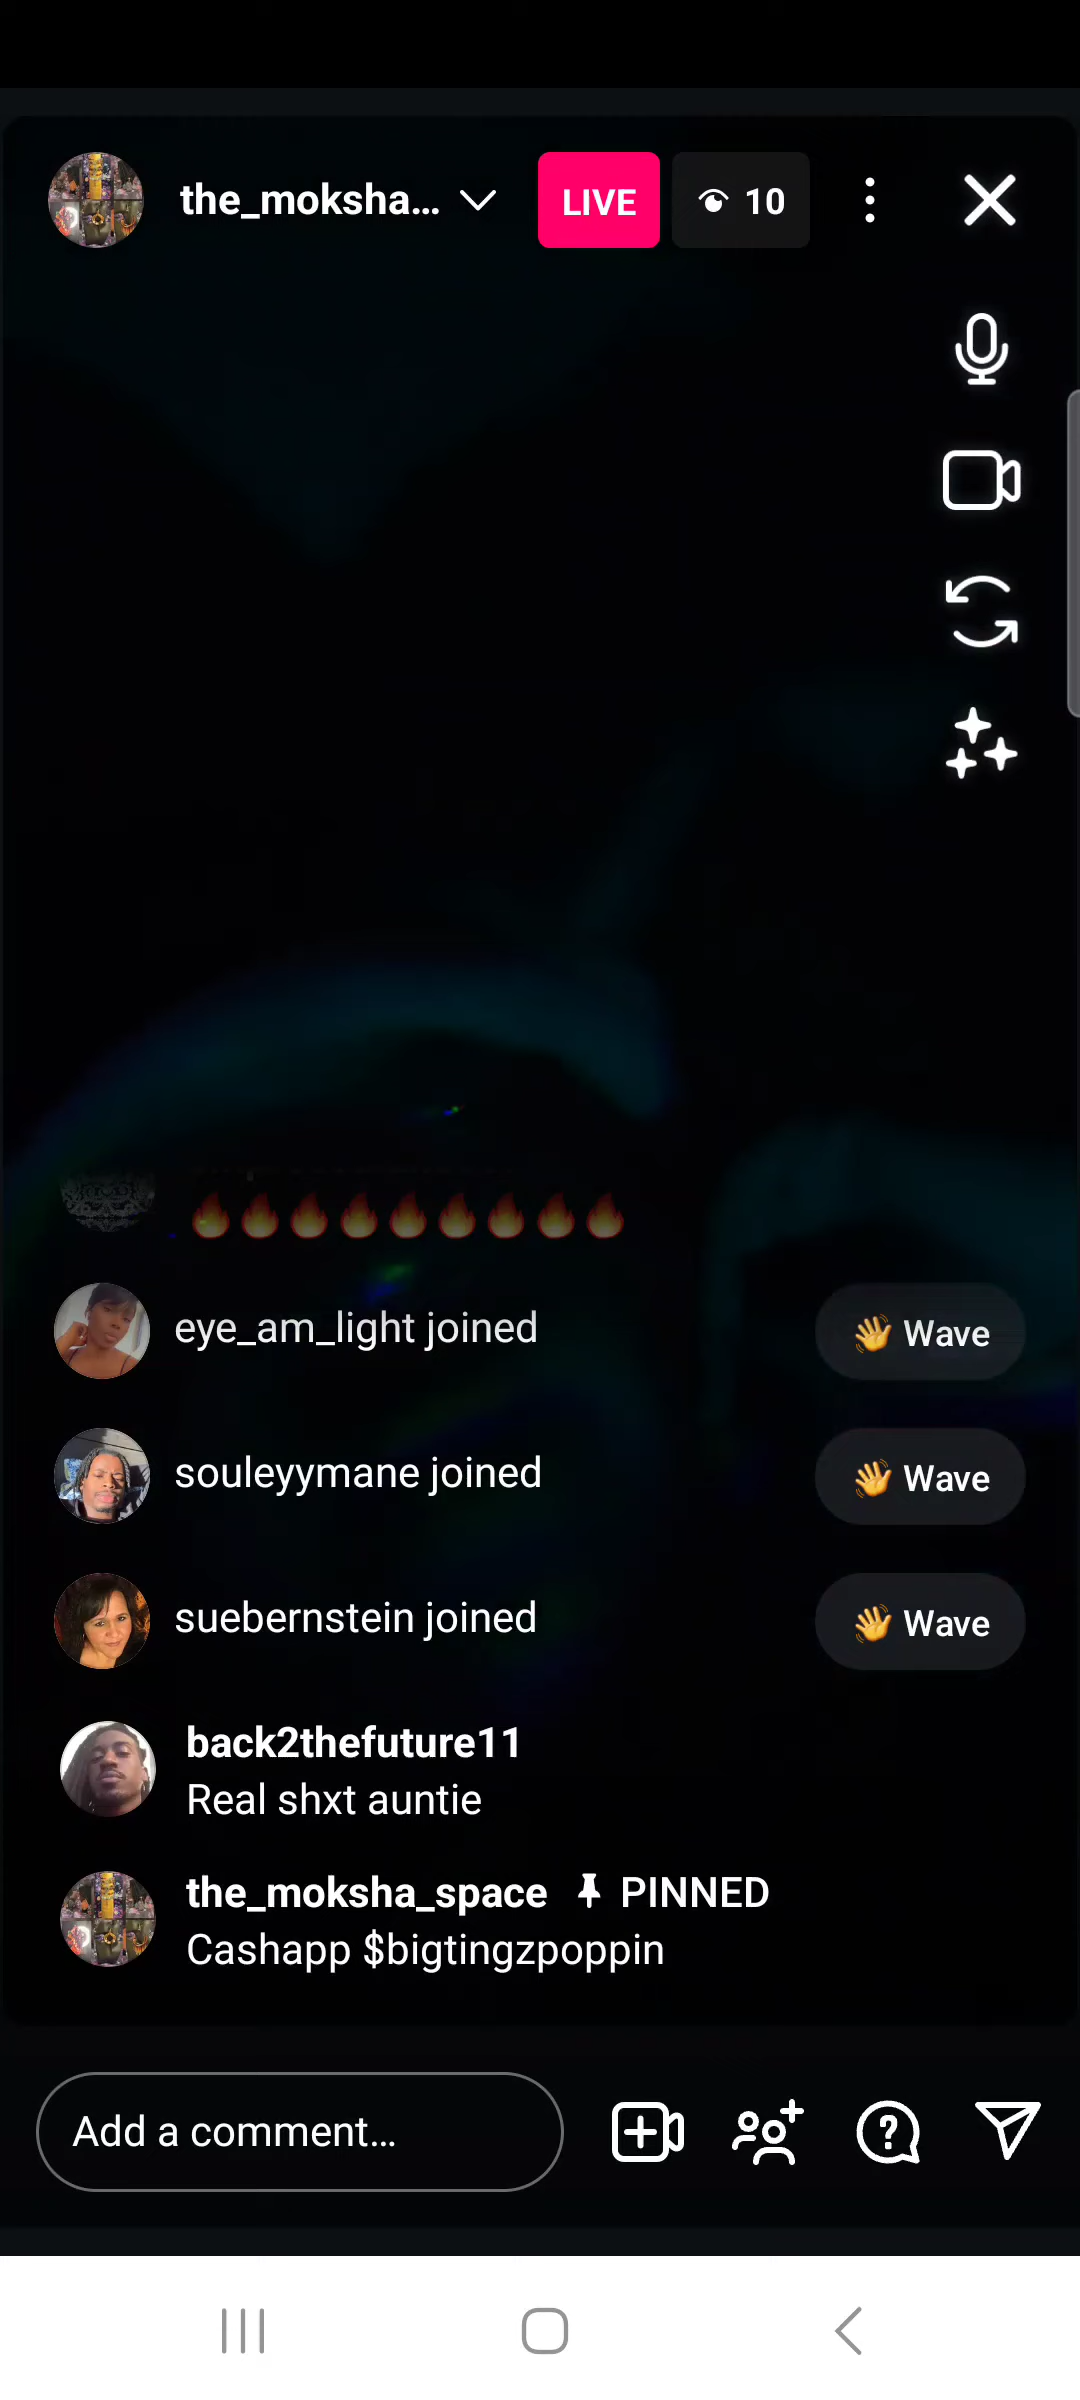 the_moksha... LIVE 10
🔥🔥🔥🔥🔥🔥🔥🔥🔥
eye_am_light joined 👋 Wave
souleyymane joined 👋 Wave
suebernstein joined 👋 Wave
back2thefuture11
Real shxt auntie
the_moksha_space PINNED
Cashapp $bigtingzpoppin
Add a comment...